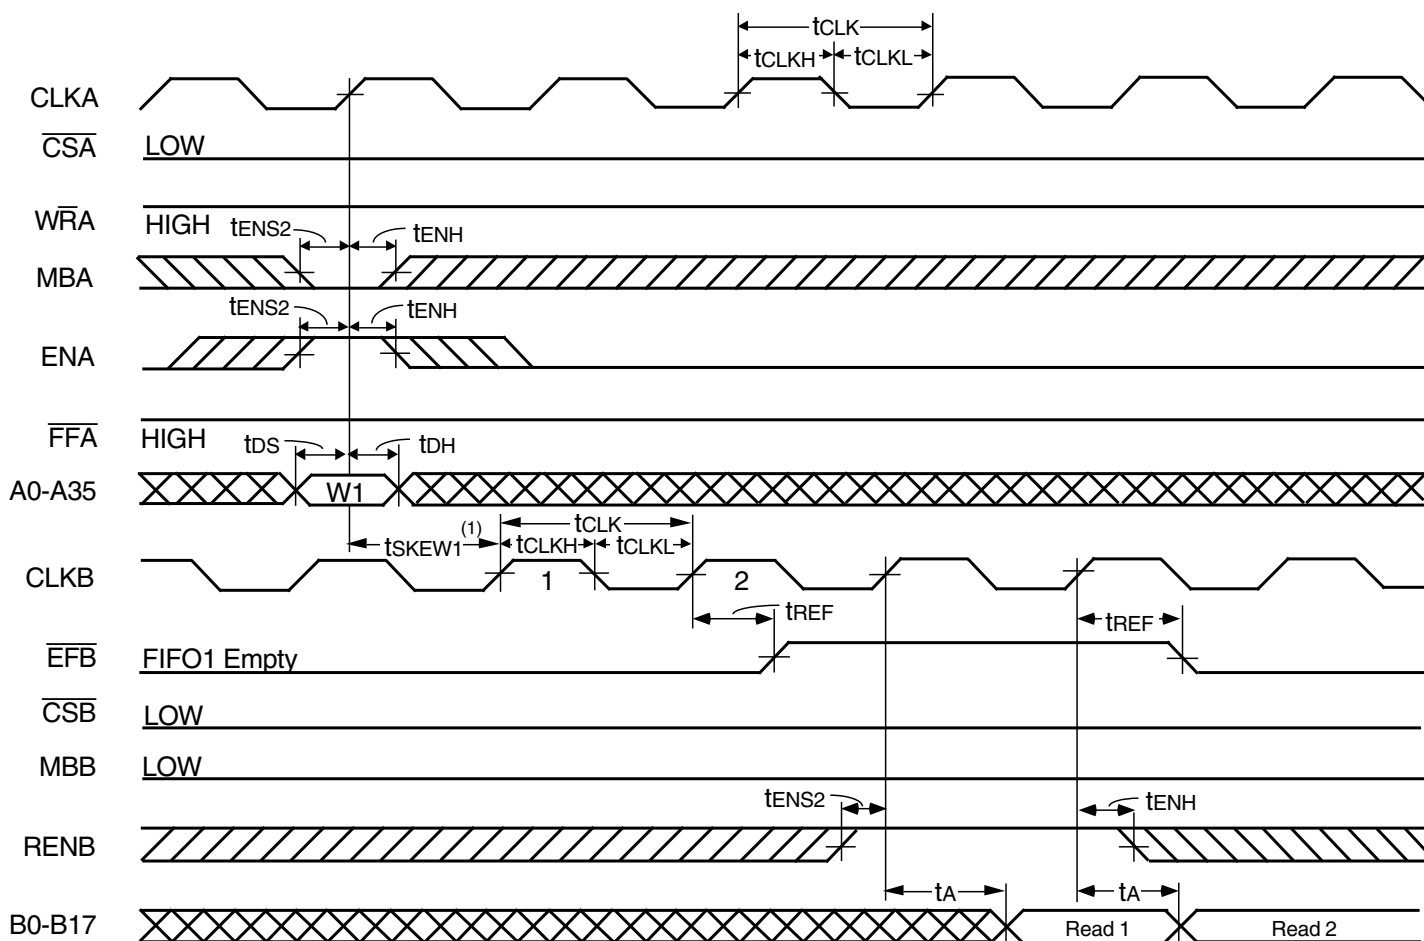 tCLK
tCLKH tCLKL
CLKA
CSA LOW
WRA HIGH tENS2 tENH
MBA
tENS2 tENH
ENA
FFA HIGH tDS tDH
A0-A35 W1
tSKEW1 (1) tCLK
tCLKH tCLKL
CLKB 1 2
tREF tREF
EFB FIFO1 Empty
CSB LOW
MBB LOW
tENS2 tENH
RENB
tA tA
B0-B17 Read 1 Read 2